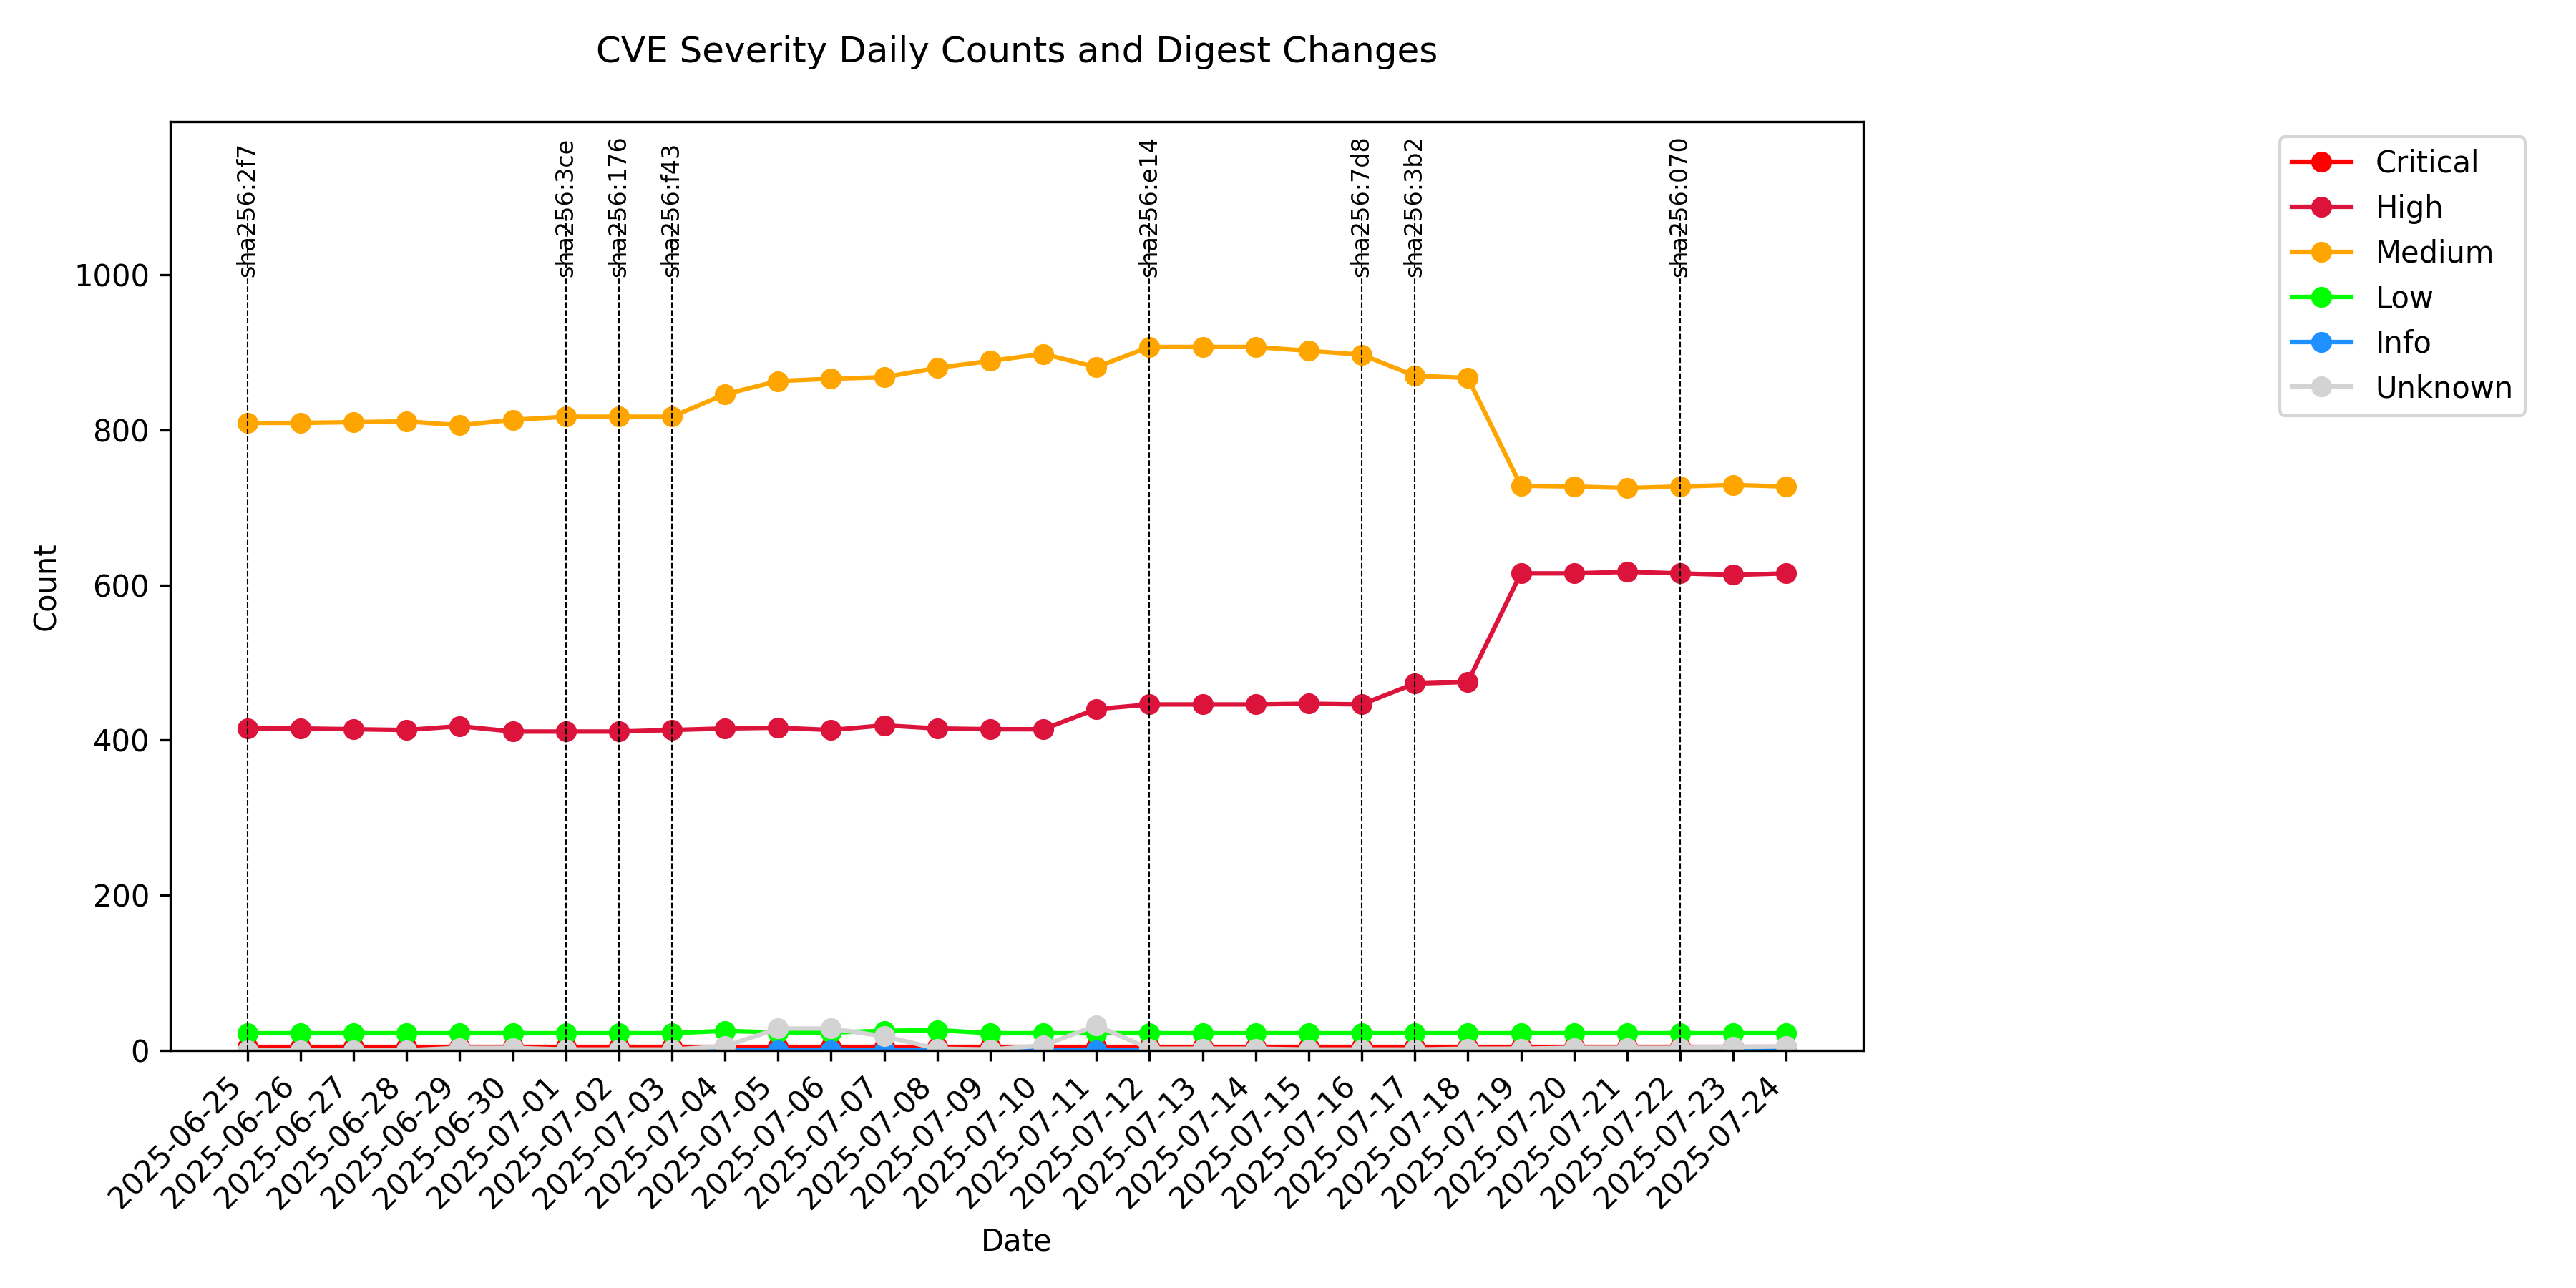 CVE Severity Daily Counts and Digest Changes
sha256:2f7
sha256:3ce
sha256:176
sha256:f43
sha256:e14
sha256:7d8
sha256:3b2
sha256:070
Critical
High
Medium
Low
Info
Unknown
Count
1000
800
600
400
200
0
2025-06-25
2025-06-26
2025-06-27
2025-06-28
2025-06-29
2025-06-30
2025-07-01
2025-07-02
2025-07-03
2025-07-04
2025-07-05
2025-07-06
2025-07-07
2025-07-08
2025-07-09
2025-07-10
2025-07-11
2025-07-12
2025-07-13
2025-07-14
2025-07-15
2025-07-16
2025-07-17
2025-07-18
2025-07-19
2025-07-20
2025-07-21
2025-07-22
2025-07-23
2025-07-24
Date